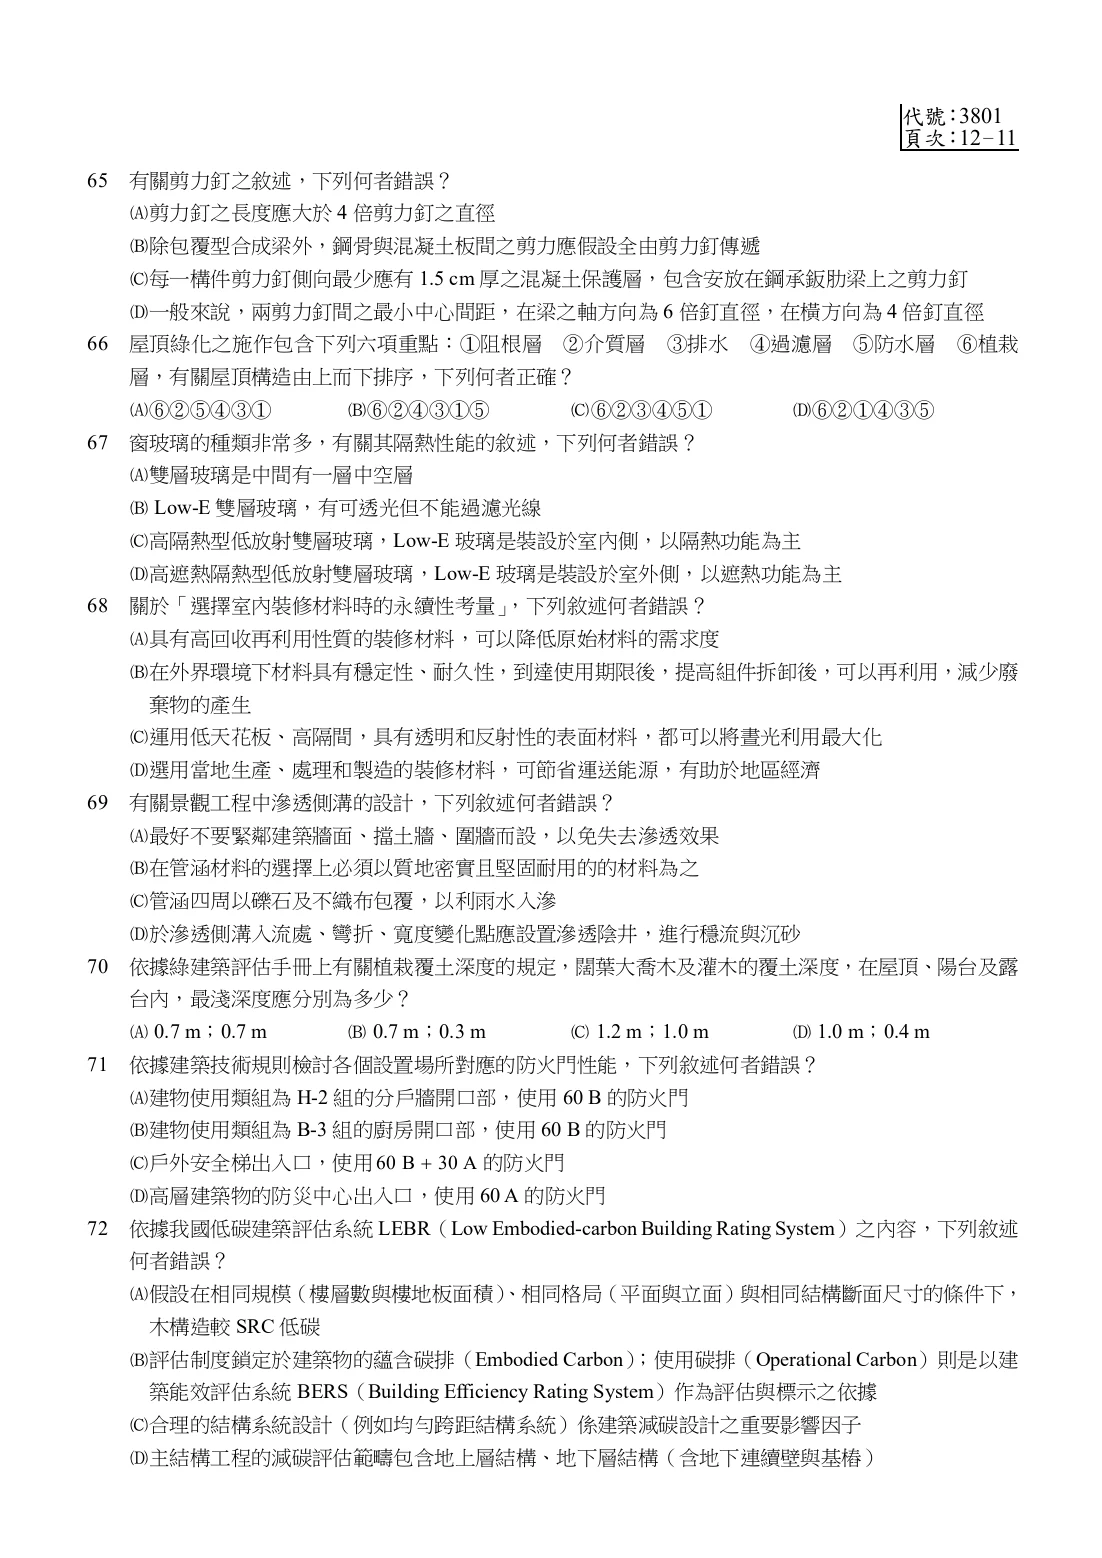 代號：3801
頁次：12－11
65 有關剪力釘之敘述，下列何者錯誤？
(A)剪力釘之長度應大於 4 倍剪力釘之直徑
(B)除包覆型合成梁外，鋼骨與混凝土板間之剪力應假設全由剪力釘傳遞
(C)每一構件剪力釘側向最少應有 1.5 cm 厚之混凝土保護層，包含安放在鋼承鈑肋梁上之剪力釘
(D)一般來說，兩剪力釘間之最小中心間距，在梁之軸方向為 6 倍釘直徑，在橫方向為 4 倍釘直徑
66 屋頂綠化之施作包含下列六項重點：①阻根層 ②介質層 ③排水 ④過濾層 ⑤防水層 ⑥植栽
層，有關屋頂構造由上而下排序，下列何者正確？
(A)⑥②⑤④③① (B)⑥②④③①⑤ (C)⑥②③④⑤① (D)⑥②①④③⑤
67 窗玻璃的種類非常多，有關其隔熱性能的敘述，下列何者錯誤？
(A)雙層玻璃是中間有一層中空層
(B) Low-E 雙層玻璃，有可透光但不能過濾光線
(C)高隔熱型低放射雙層玻璃，Low-E 玻璃是裝設於室內側，以隔熱功能為主
(D)高遮熱隔熱型低放射雙層玻璃，Low-E 玻璃是裝設於室外側，以遮熱功能為主
68 關於「選擇室內裝修材料時的永續性考量」，下列敘述何者錯誤？
(A)具有高回收再利用性質的裝修材料，可以降低原始材料的需求度
(B)在外界環境下材料具有穩定性、耐久性，到達使用期限後，提高組件拆卸後，可以再利用，減少廢
棄物的產生
(C)運用低天花板、高隔間，具有透明和反射性的表面材料，都可以將晝光利用最大化
(D)選用當地生產、處理和製造的裝修材料，可節省運送能源，有助於地區經濟
69 有關景觀工程中滲透側溝的設計，下列敘述何者錯誤？
(A)最好不要緊鄰建築牆面、擋土牆、圍牆而設，以免失去滲透效果
(B)在管涵材料的選擇上必須以質地密實且堅固耐用的的材料為之
(C)管涵四周以礫石及不織布包覆，以利雨水入滲
(D)於滲透側溝入流處、彎折、寬度變化點應設置滲透陰井，進行穩流與沉砂
70 依據綠建築評估手冊上有關植栽覆土深度的規定，闊葉大喬木及灌木的覆土深度，在屋頂、陽台及露
台內，最淺深度應分別為多少？
(A) 0.7 m；0.7 m (B) 0.7 m；0.3 m (C) 1.2 m；1.0 m (D) 1.0 m；0.4 m
71 依據建築技術規則檢討各個設置場所對應的防火門性能，下列敘述何者錯誤？
(A)建物使用類組為 H-2 組的分戶牆開口部，使用 60 B 的防火門
(B)建物使用類組為 B-3 組的廚房開口部，使用 60 B 的防火門
(C)戶外安全梯出入口，使用 60 B + 30 A 的防火門
(D)高層建築物的防災中心出入口，使用 60 A 的防火門
72 依據我國低碳建築評估系統 LEBR（Low Embodied-carbon Building Rating System）之內容，下列敘述
何者錯誤？
(A)假設在相同規模（樓層數與樓地板面積）、相同格局（平面與立面）與相同結構斷面尺寸的條件下，
木構造較 SRC 低碳
(B)評估制度鎖定於建築物的蘊含碳排（Embodied Carbon）；使用碳排（Operational Carbon）則是以建
築能效評估系統 BERS（Building Efficiency Rating System）作為評估與標示之依據
(C)合理的結構系統設計（例如均勻跨距結構系統）係建築減碳設計之重要影響因子
(D)主結構工程的減碳評估範疇包含地上層結構、地下層結構（含地下連續壁與基樁）